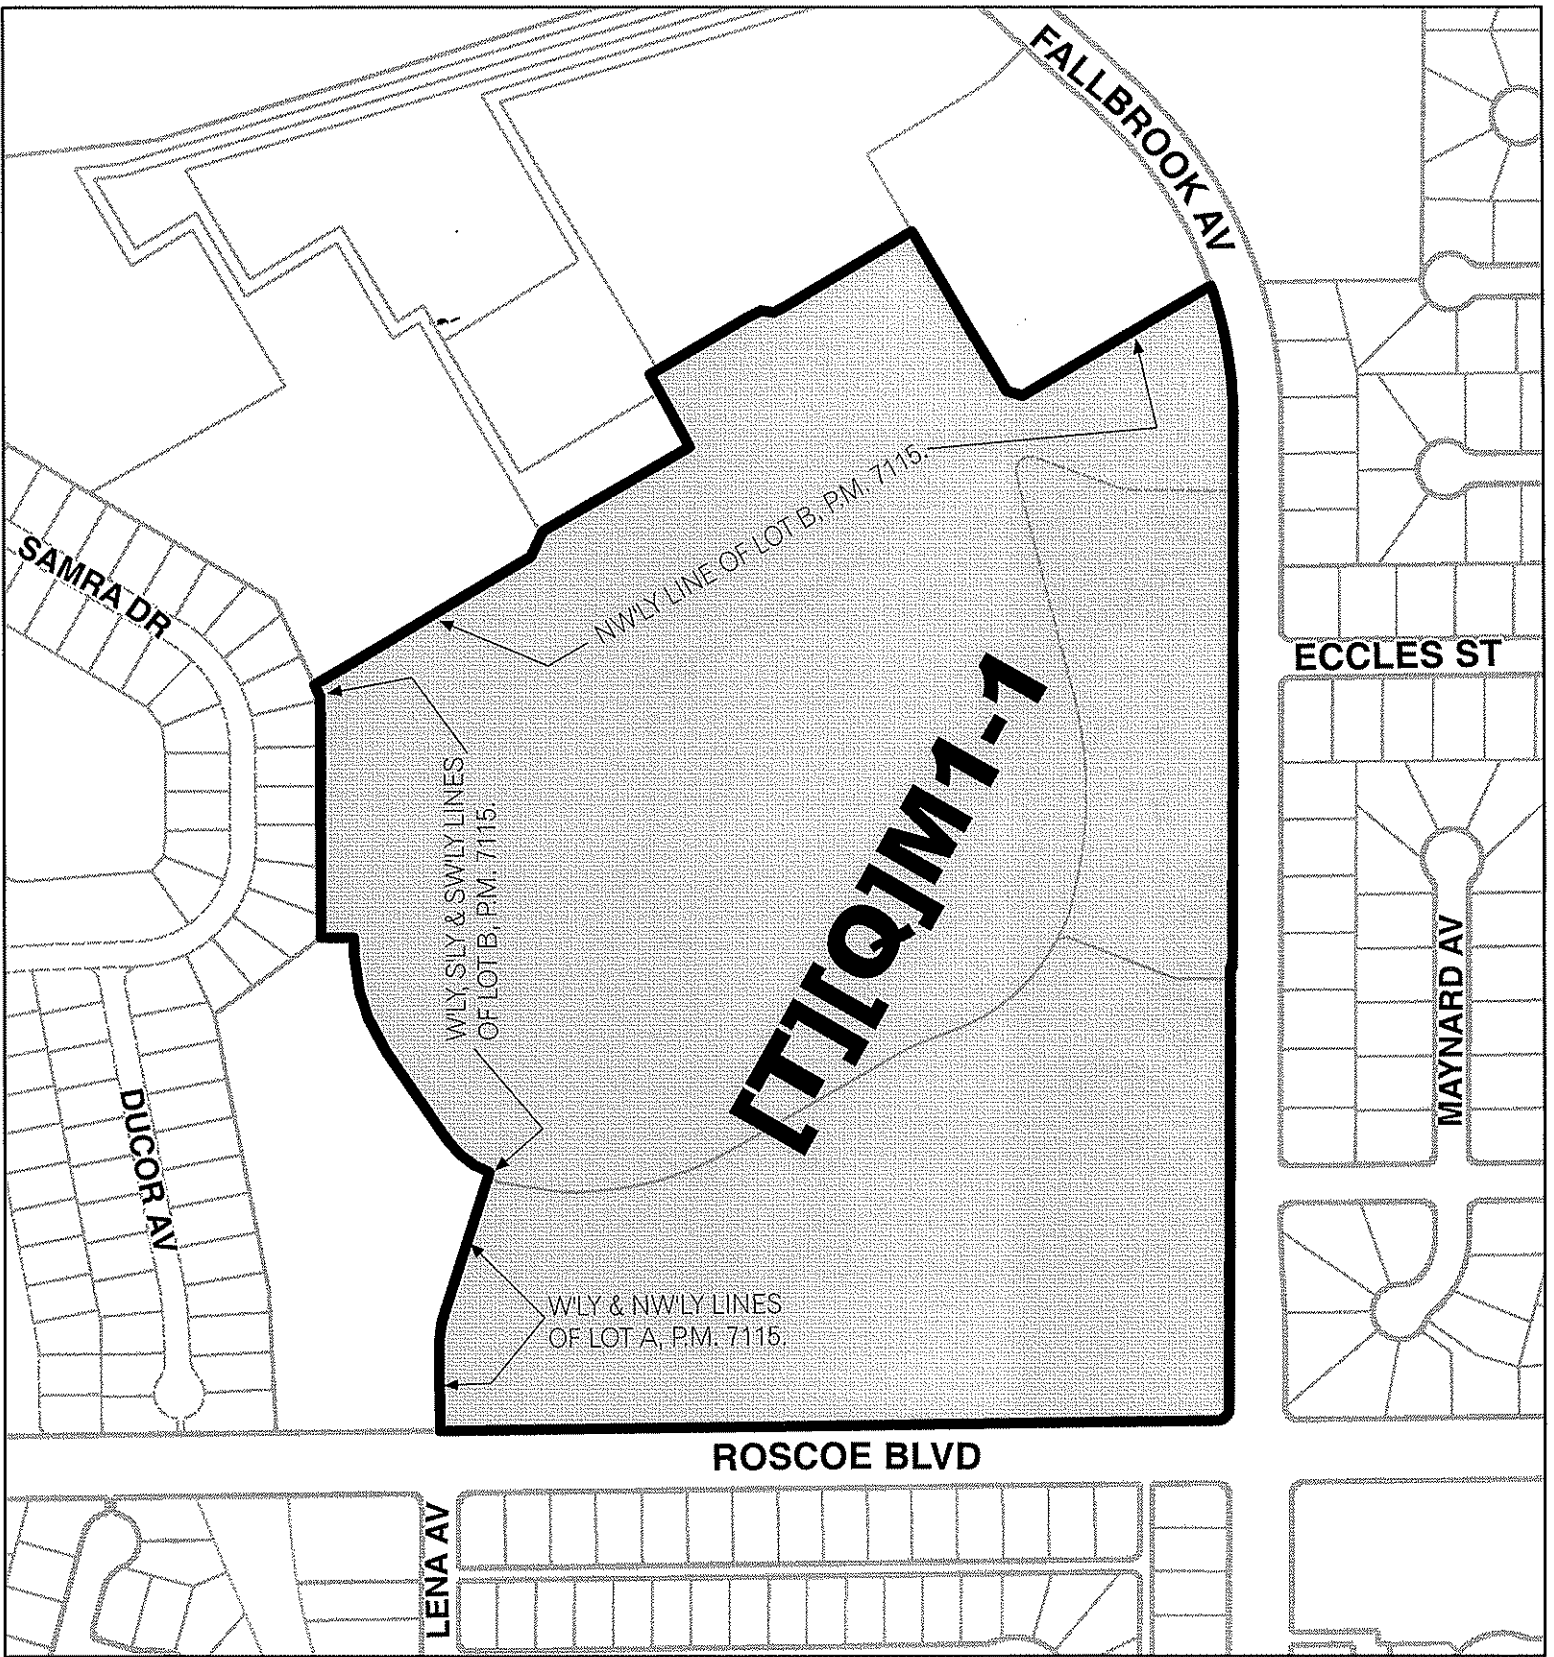 FALLBROOK AV
NW'LY LINE OF LOT B, P.M. 7115.
SAMRA DR
ECCLES ST
[T][Q]M1-1
W'LY, S'LY & SW'LY LINES
OF LOT B, P.M. 7115.
MAYNARD AV
DUCOR AV
W'LY & NW'LY LINES
OF LOT A, P.M. 7115.
ROSCOE BLVD
LENA AV